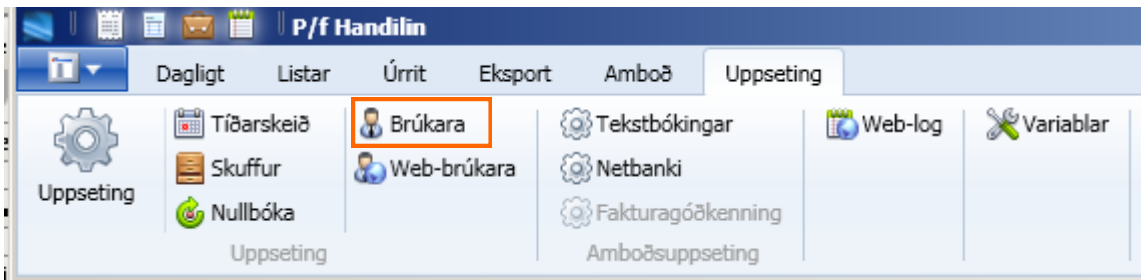 P/f Handilin
Dagligt Listar Úrrit Eksport Amboð Uppseting
Uppseting
Tíðarskeið
Skuffur
Nullbóka
Brúkara
Web-brúkara
Uppseting
Tekstbókingar
Netbanki
Fakturagóðkenning
Amboðsuppseting
Web-log
Variablar